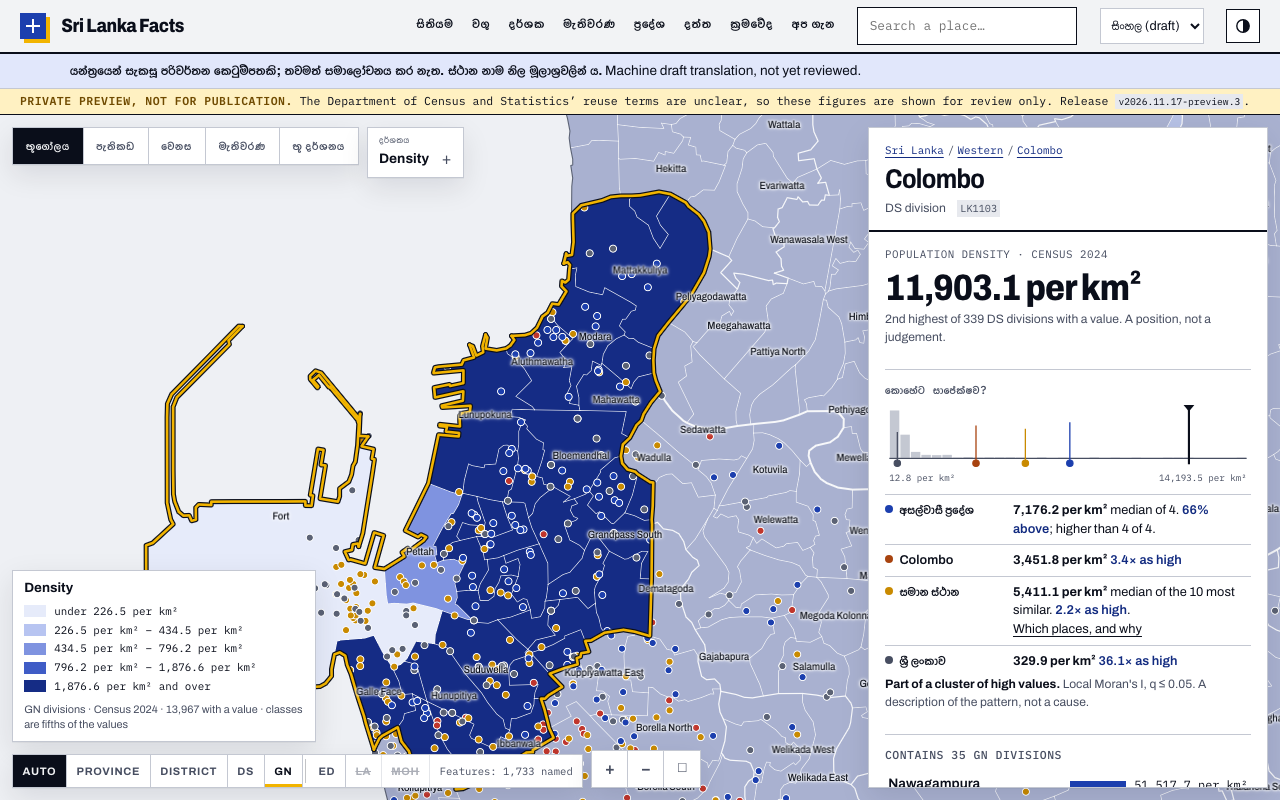 Sri Lanka Facts
සිතියම වගු දර්ශක මැතිවරණ ප්‍රදේශ දත්ත ක්‍රමවේද අප ගැන
Search a place…
සිංහල (draft)
යන්ත්‍රයෙන් සැකසූ පරිවර්තන කෙටුම්පතකි; තවමත් සමාලෝචනය කර නැත. ස්ථාන නාම නිල මූලාශ්‍රවලින් ය. Machine draft translation, not yet reviewed.
PRIVATE PREVIEW, NOT FOR PUBLICATION. The Department of Census and Statistics’ reuse terms are unclear, so these figures are shown for review only. Release v2026.11.17-preview.3.
භූගෝලය පැතිකඩ වෙනස මැතිවරණ භූ දර්ශනය
දර්ශකය
Density +
Wattala
Hekitta
Evariwatta
Wanawasala West
Mattakkuliya
Peliyagodawatta
Meegahawatta
Modara
Pattiya North
Aluthmawatha
Mahawatta
Lunupokuna
Sedawatta
Bloemendhal
Wadulla
Kotuvila
Fort
Welewatta
Grandpass South
Pettah
Dematagoda
Megoda Kolonn
Gajabapura
Suduwella
Kuppiyawatta East
Salamulla
Galle Face
Hunupitiya
Borella North
Ibbanwala
Welikada West
Welikada East
Kollupitiya
Borella South
Sri Lanka / Western / Colombo
Colombo
DS division LK1103
POPULATION DENSITY · CENSUS 2024
11,903.1 per km²
2nd highest of 339 DS divisions with a value. A position, not a
judgement.
කොහේට සාපේක්ෂව?
12.8 per km² 14,193.5 per km²
අසල්වාසී ප්‍රදේශ 7,176.2 per km² median of 4. 66%
above; higher than 4 of 4.
Colombo 3,451.8 per km² 3.4× as high
සමාන ස්ථාන 5,411.1 per km² median of the 10 most
similar. 2.2× as high.
Which places, and why
ශ්‍රී ලංකාව 329.9 per km² 36.1× as high
Part of a cluster of high values. Local Moran's I, q ≤ 0.05. A
description of the pattern, not a cause.
CONTAINS 35 GN DIVISIONS
Nawagampura 51,517.7 per km²
Density
under 226.5 per km²
226.5 per km² – 434.5 per km²
434.5 per km² – 796.2 per km²
796.2 per km² – 1,876.6 per km²
1,876.6 per km² and over
GN divisions · Census 2024 · 13,967 with a value · classes
are fifths of the values
AUTO PROVINCE DISTRICT DS GN ED LA MOH Features: 1,733 named
+ −